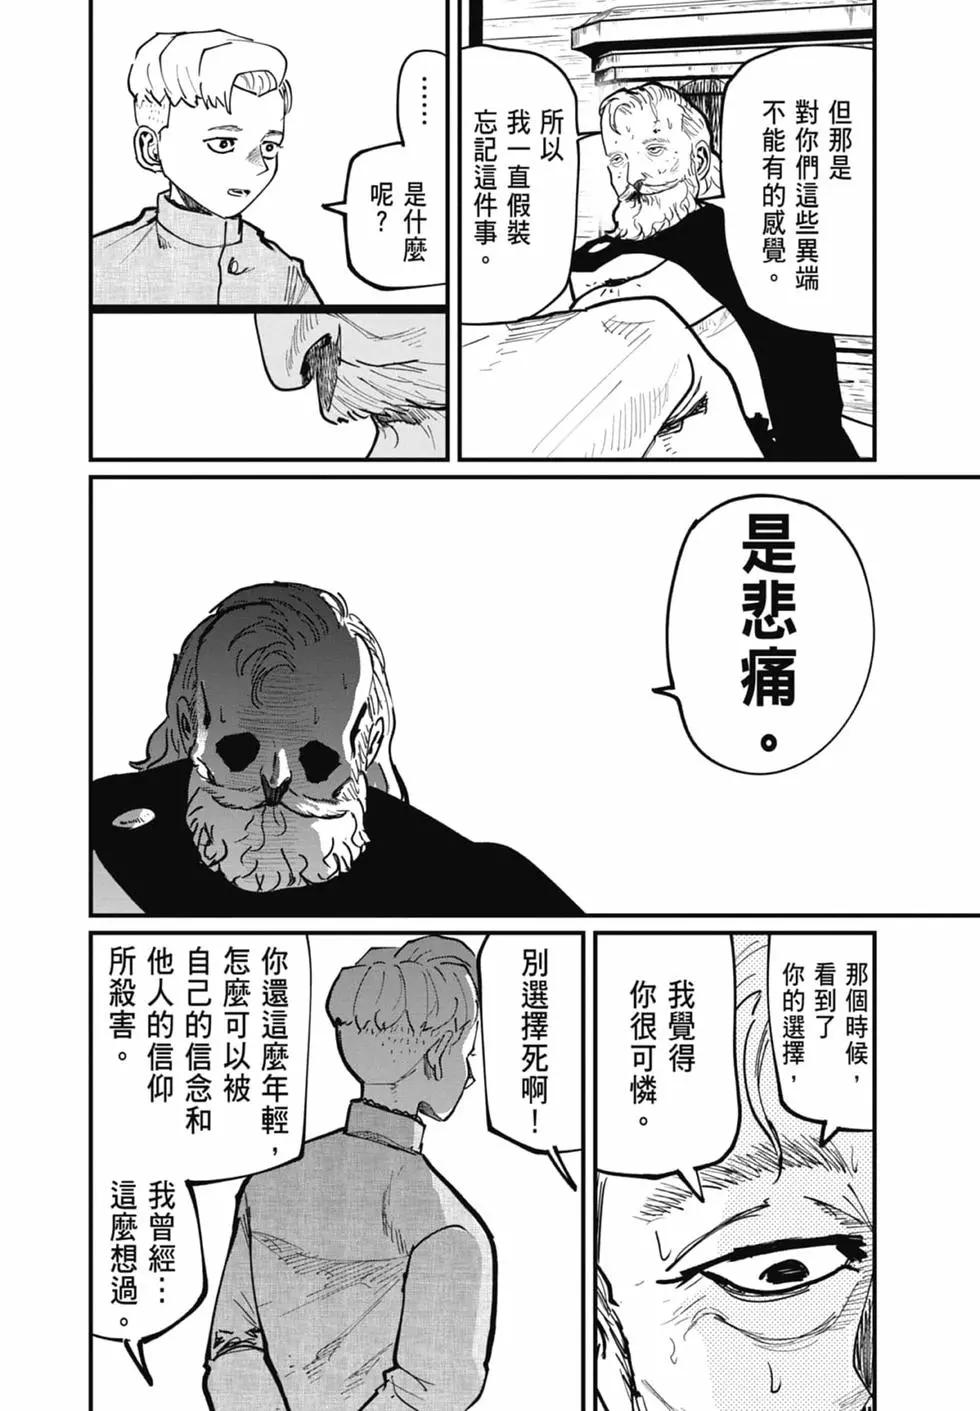 但那是
對你們這些異端
不能有的感覺。
所以
我一直假裝
忘記這件事。
……
是什麼
呢？
是悲痛。
那個時候，
看到了
你的選擇，
我覺得
你很可憐。
別選擇死啊！
你還這麼年輕，
怎麼可以被
自己的信念和
他人的信仰
所殺害。
我曾經…
這麼想過。